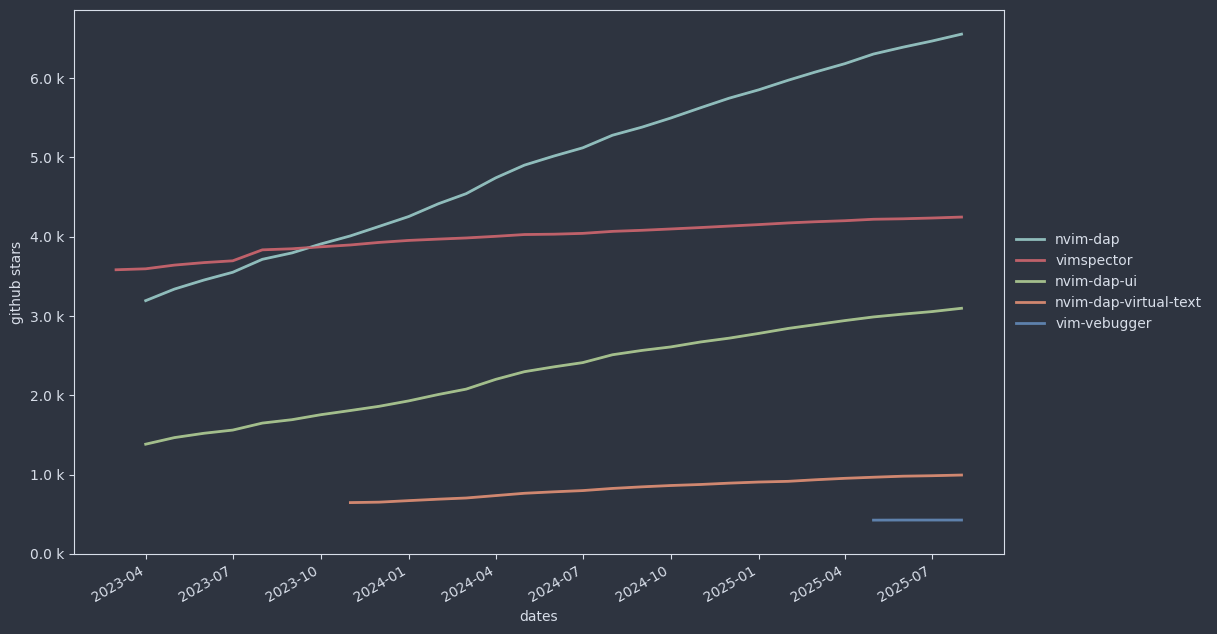 6.0 k
5.0 k
4.0 k
3.0 k
2.0 k
1.0 k
0.0 k
github stars
2023-04
2023-07
2023-10
2024-01
2024-04
2024-07
2024-10
2025-01
2025-04
2025-07
dates
nvim-dap
vimspector
nvim-dap-ui
nvim-dap-virtual-text
vim-vebugger